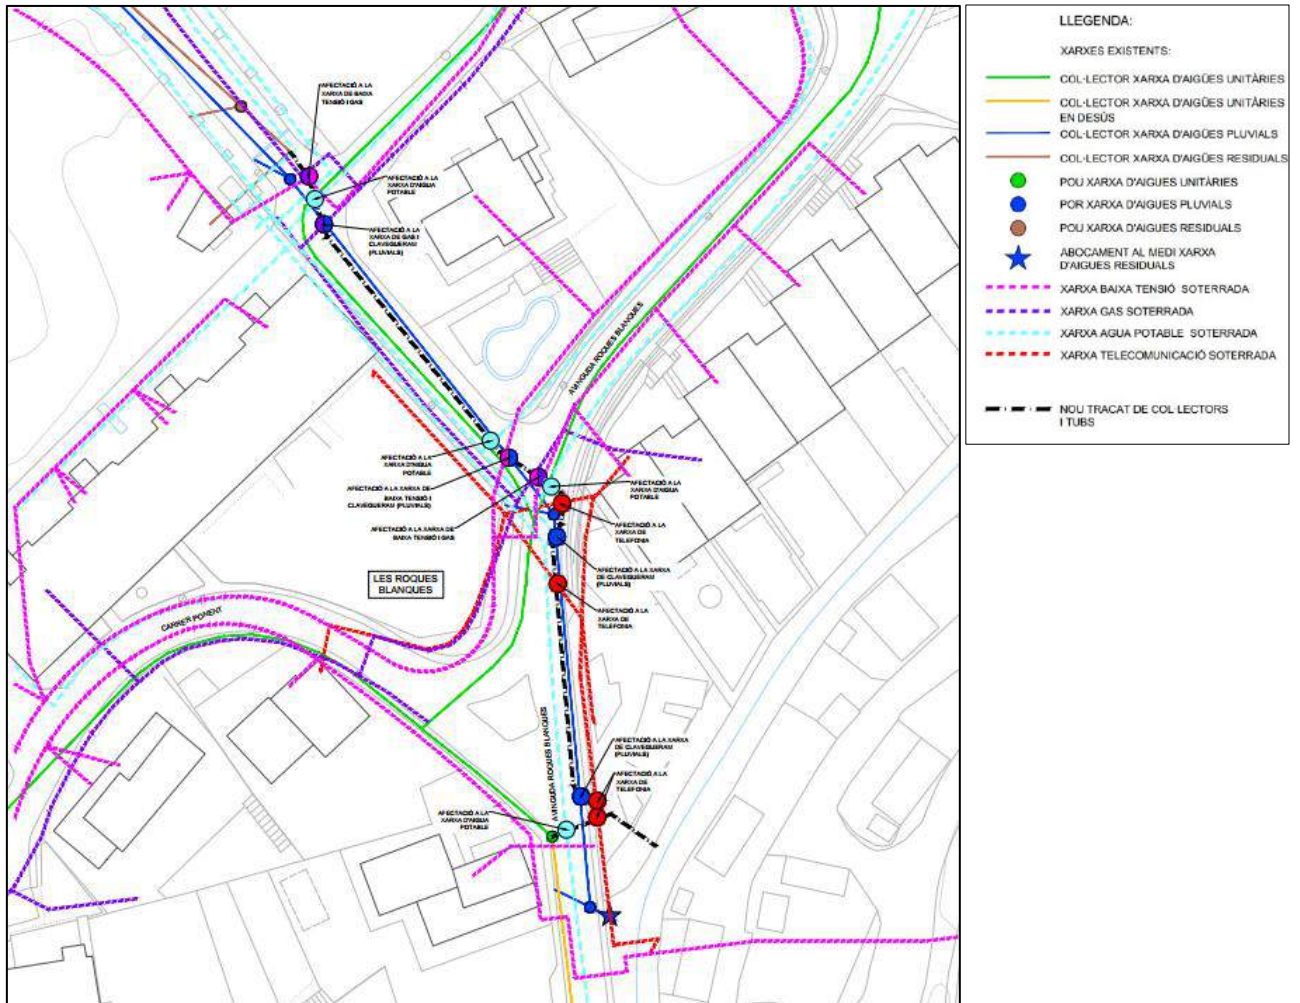 AFECTACIÓ A LA
XARXA DE BAIXA
TENSIÓ I GAS
AFECTACIÓ A LA
XARXA D'AIGUA
POTABLE
AFECTACIÓ A LA
XARXA DE GAS I
CLAVEGUERAM
(PLUVIALS)
AVINGUDA ROQUES BLANQUES
AFECTACIÓ A LA
XARXA D'AIGUA
POTABLE
AFECTACIÓ A LA XARXA DE
BAIXA TENSIÓ I
CLAVEGUERAM (PLUVIALS)
AFECTACIÓ A LA XARXA DE
BAIXA TENSIÓ I GAS
AFECTACIÓ A LA
XARXA D'AIGUA
POTABLE
AFECTACIÓ A LA
XARXA DE
TELEFONIA
AFECTACIÓ A LA XARXA
DE CLAVEGUERAM
(PLUVIALS)
AFECTACIÓ A LA
XARXA DE
TELEFONIA
LES ROQUES
BLANQUES
CARRER PONENT
AVINGUDA ROQUES BLANQUES
AFECTACIÓ A LA XARXA
DE CLAVEGUERAM
(PLUVIALS)
AFECTACIÓ A LA
XARXA DE
TELEFONIA
AFECTACIÓ A LA
XARXA D'AIGUA
POTABLE
LLEGENDA:
XARXES EXISTENTS:
COL·LECTOR XARXA D'AIGÜES UNITÀRIES
COL·LECTOR XARXA D'AIGÜES UNITÀRIES
EN DESÚS
COL·LECTOR XARXA D'AIGÜES PLUVIALS
COL·LECTOR XARXA D'AIGÜES RESIDUALS
POU XARXA D'AIGUES UNITÀRIES
POR XARXA D'AIGUES PLUVIALS
POU XARXA D'AIGUES RESIDUALS
ABOCAMENT AL MEDI XARXA
D'AIGUES RESIDUALS
XARXA BAIXA TENSIÓ SOTERRADA
XARXA GAS SOTERRADA
XARXA AGUA POTABLE SOTERRADA
XARXA TELECOMUNICACIÓ SOTERRADA
NOU TRAÇAT DE COL·LECTORS
I TUBS